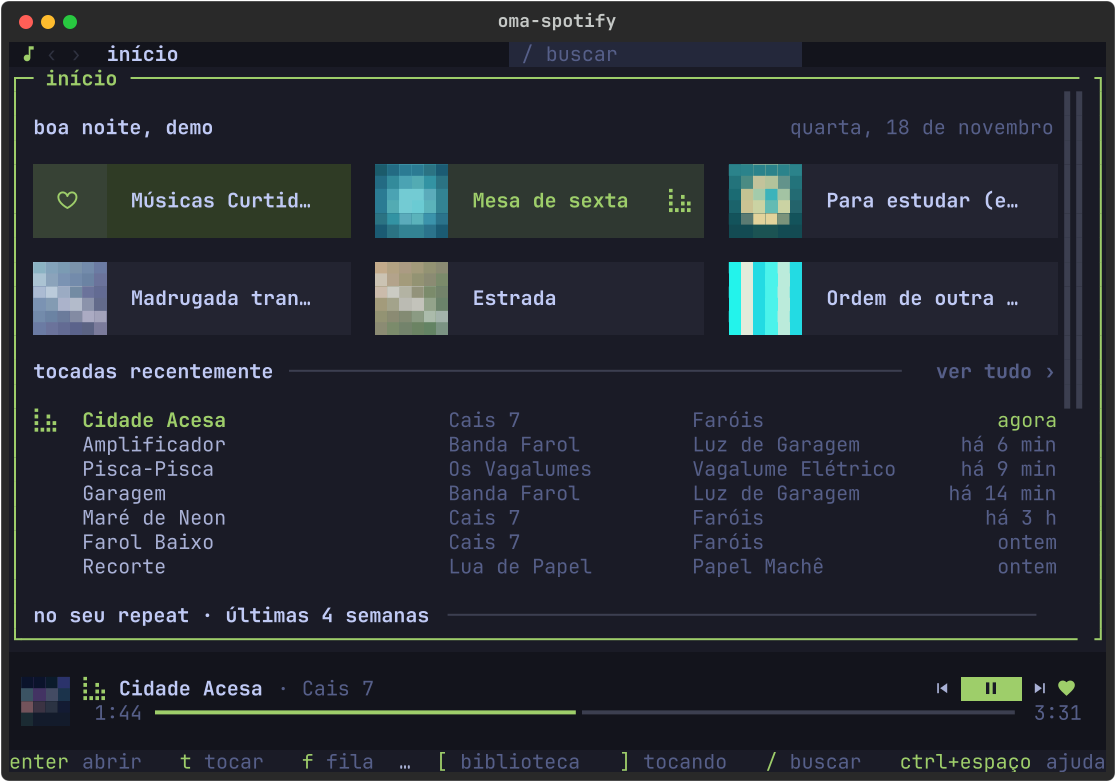 oma-spotify
início / buscar
início
boa noite, demo quarta, 18 de novembro
Músicas Curtid… Mesa de sexta Para estudar (e…
Madrugada tran… Estrada Ordem de outra …
tocadas recentemente ver tudo ›
Cidade Acesa Cais 7 Faróis agora
Amplificador Banda Farol Luz de Garagem há 6 min
Pisca-Pisca Os Vagalumes Vagalume Elétrico há 9 min
Garagem Banda Farol Luz de Garagem há 14 min
Maré de Neon Cais 7 Faróis há 3 h
Farol Baixo Cais 7 Faróis ontem
Recorte Lua de Papel Papel Machê ontem
no seu repeat · últimas 4 semanas
Cidade Acesa · Cais 7
1:44 3:31
enter abrir t tocar f fila … [ biblioteca ] tocando / buscar ctrl+espaço ajuda